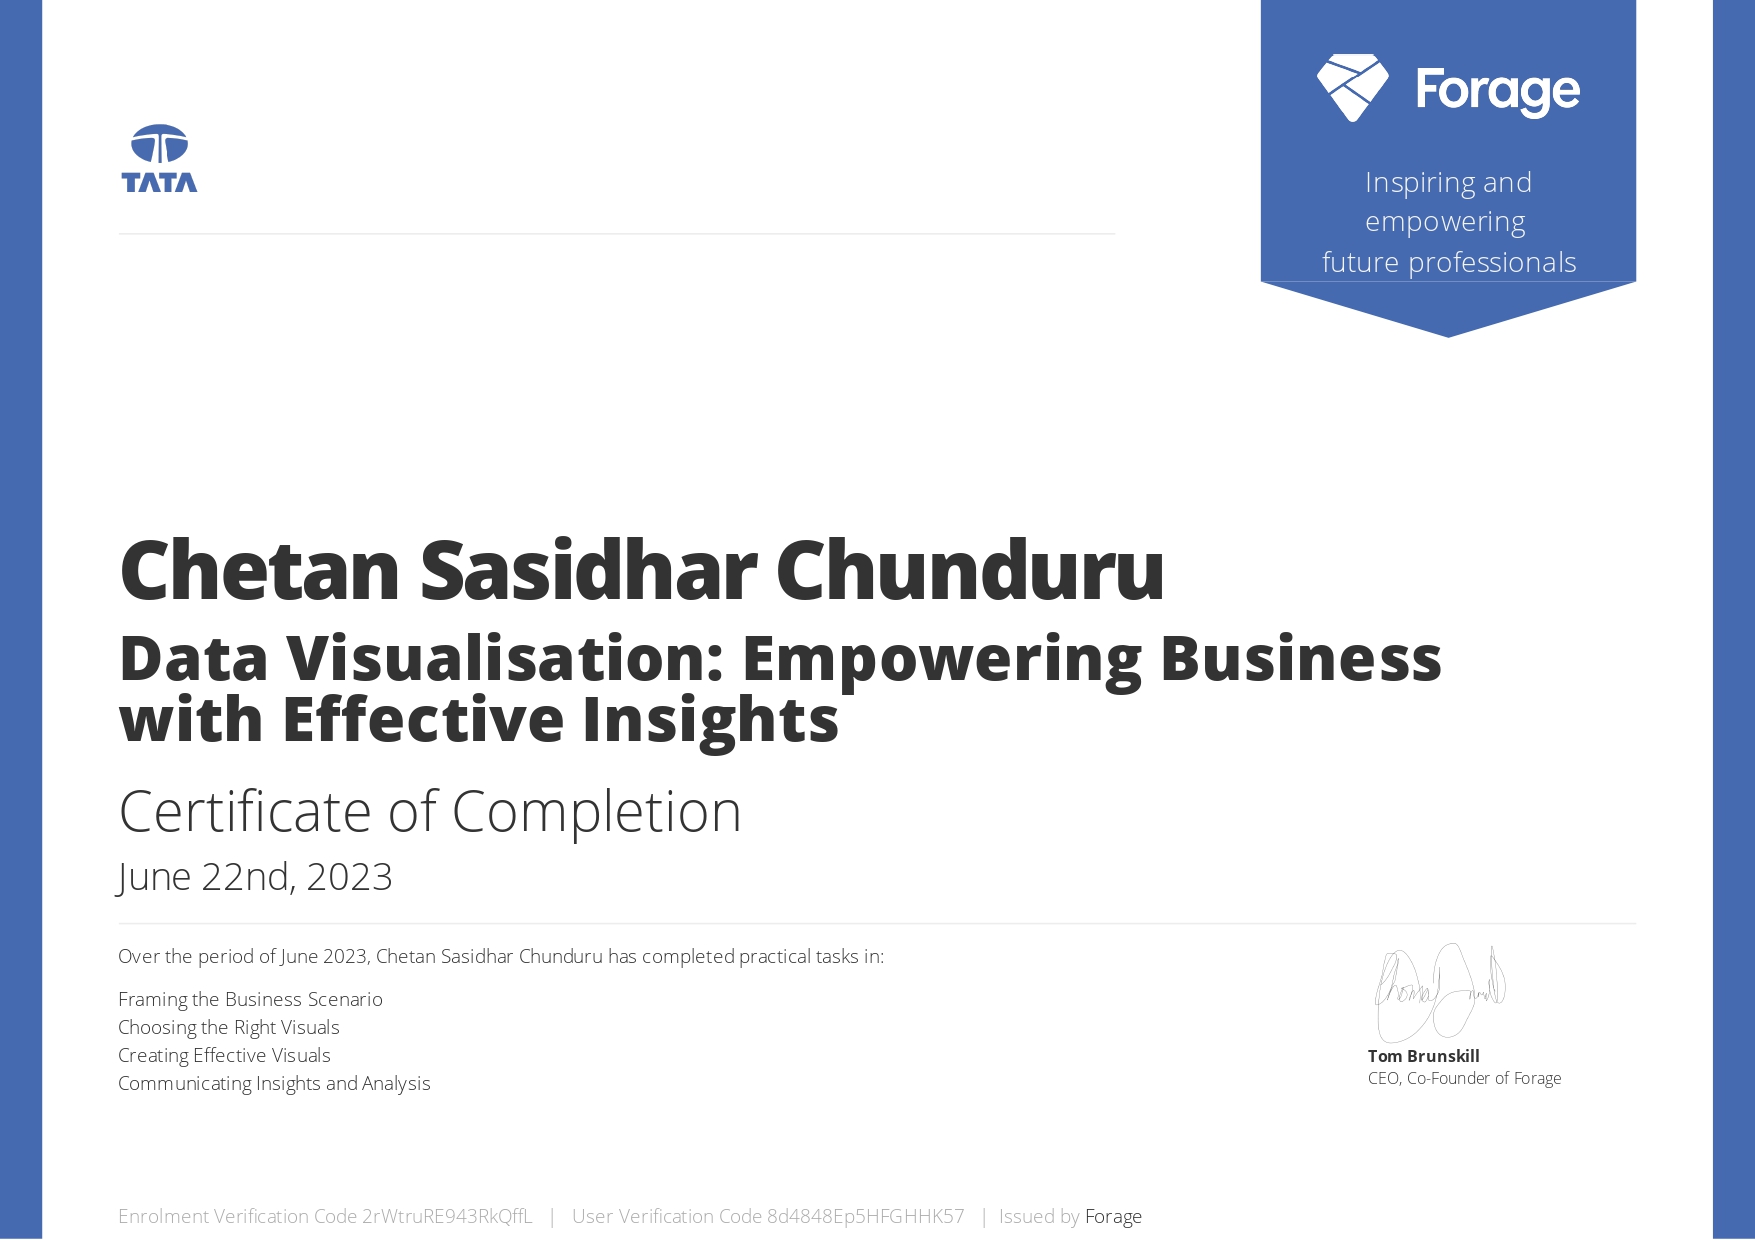 TATA
Forage
Inspiring and
empowering
future professionals
Chetan Sasidhar Chunduru
Data Visualisation: Empowering Business
with Effective Insights
Certificate of Completion
June 22nd, 2023
Over the period of June 2023, Chetan Sasidhar Chunduru has completed practical tasks in:
Framing the Business Scenario
Choosing the Right Visuals
Creating Effective Visuals
Communicating Insights and Analysis
Tom Brunskill
CEO, Co-Founder of Forage
Enrolment Verification Code 2rWtruRE943RkQffL | User Verification Code 8d4848Ep5HFGHHK57 | Issued by Forage